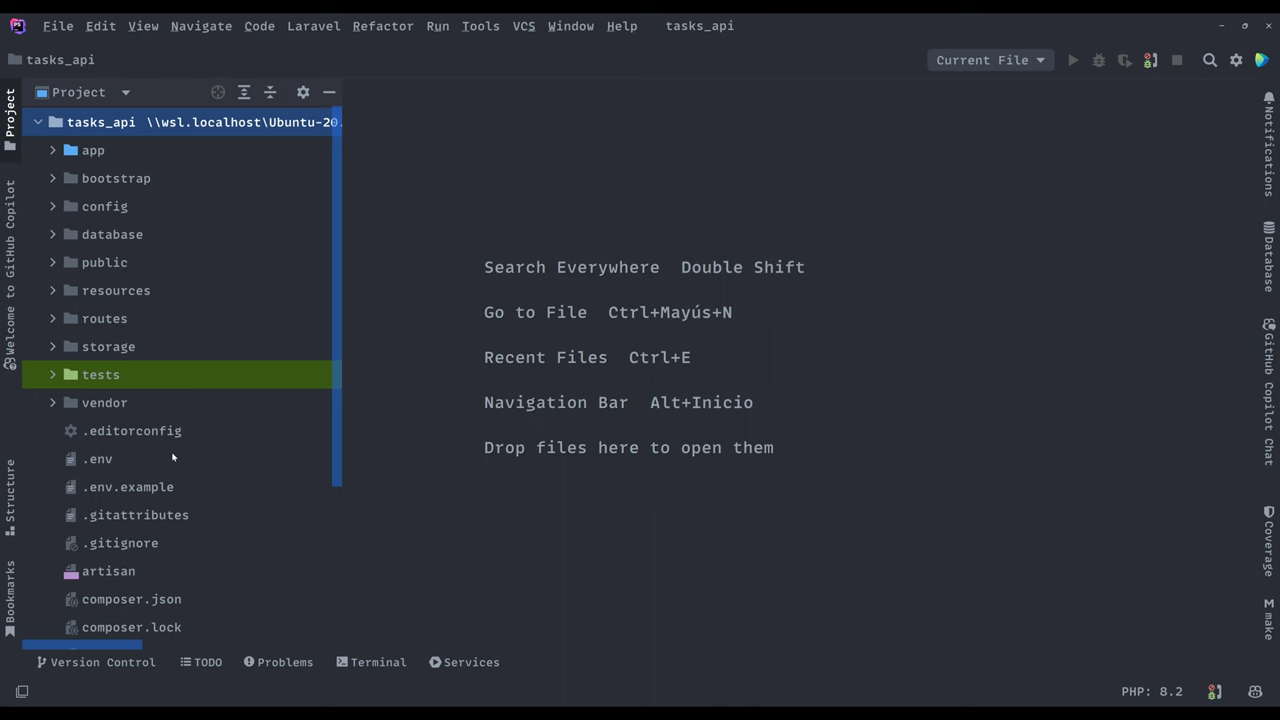 File Edit View Navigate Code Laravel Refactor Run Tools VCS Window Help tasks_api
tasks_api
Current File
Project
tasks_api \\wsl.localhost\Ubuntu-20.
app
bootstrap
config
database
public
resources
routes
storage
tests
vendor
.editorconfig
.env
.env.example
.gitattributes
.gitignore
artisan
composer.json
composer.lock
Search Everywhere Double Shift
Go to File Ctrl+Mayús+N
Recent Files Ctrl+E
Navigation Bar Alt+Inicio
Drop files here to open them
Project
Welcome to GitHub Copilot
Structure
Bookmarks
Notifications
Database
GitHub Copilot Chat
Coverage
make
Version Control TODO Problems Terminal Services
PHP: 8.2